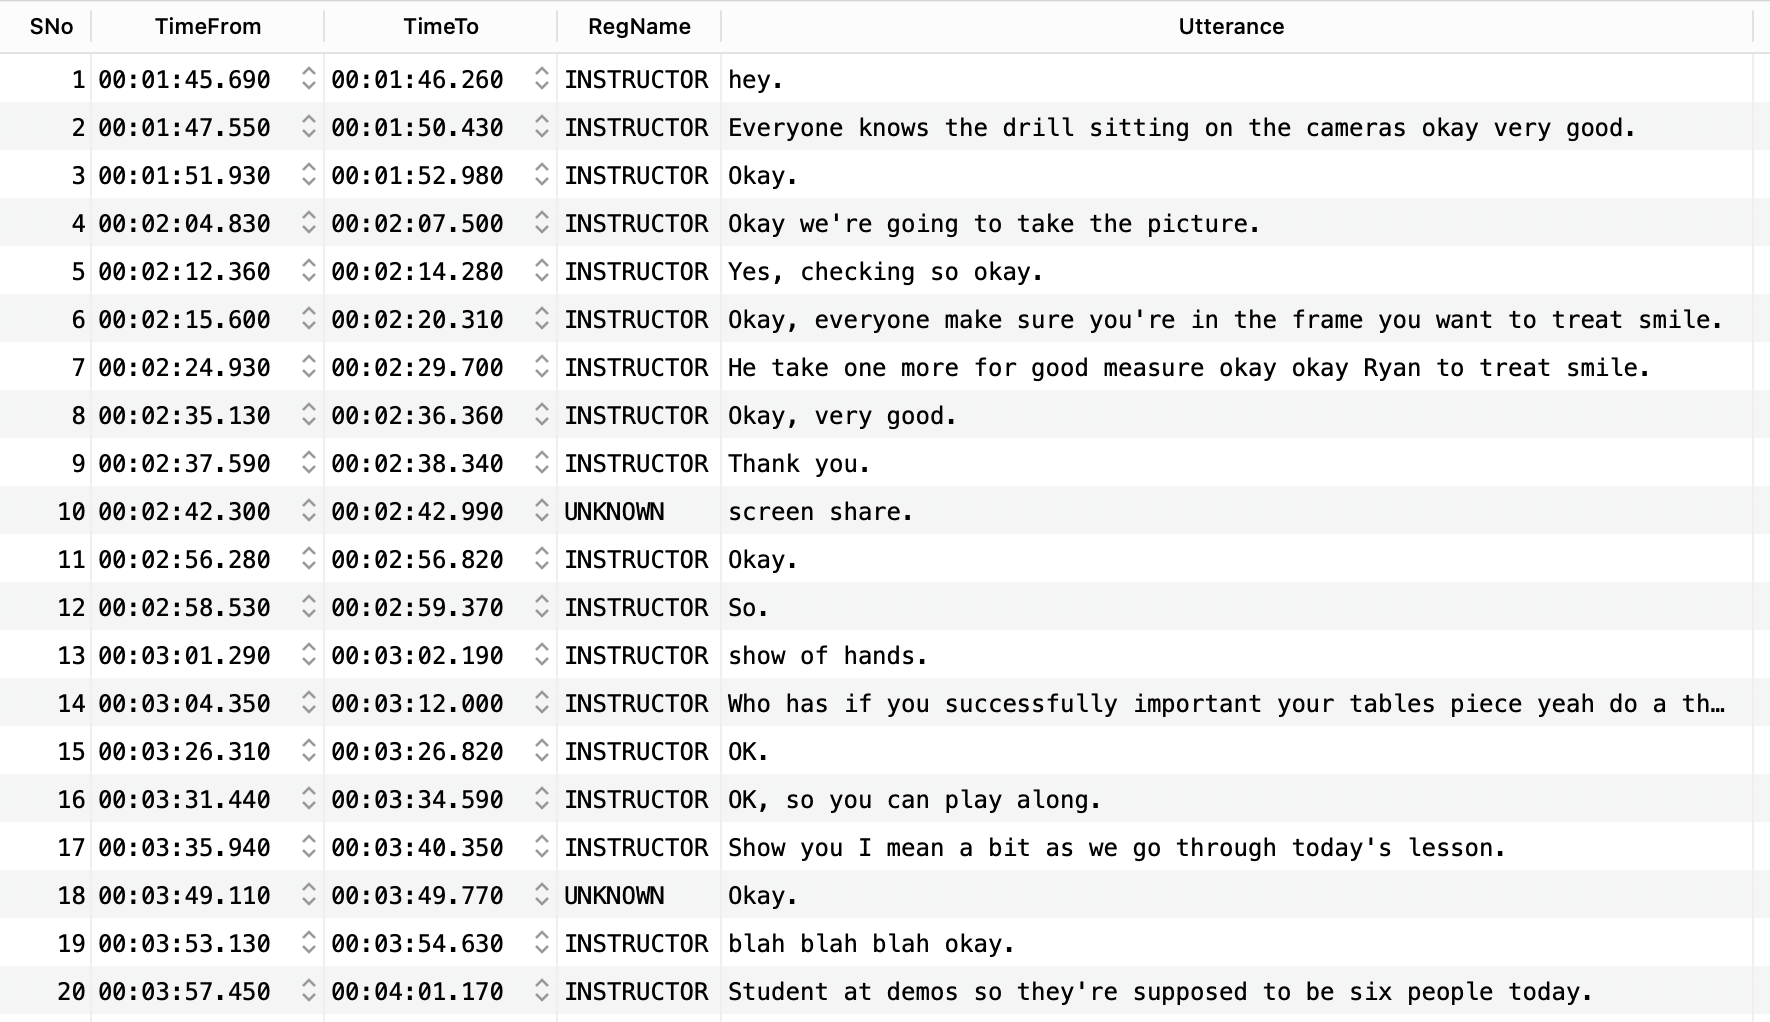 SNo TimeFrom TimeTo RegName Utterance
1 00:01:45.690 00:01:46.260 INSTRUCTOR hey.
2 00:01:47.550 00:01:50.430 INSTRUCTOR Everyone knows the drill sitting on the cameras okay very good.
3 00:01:51.930 00:01:52.980 INSTRUCTOR Okay.
4 00:02:04.830 00:02:07.500 INSTRUCTOR Okay we're going to take the picture.
5 00:02:12.360 00:02:14.280 INSTRUCTOR Yes, checking so okay.
6 00:02:15.600 00:02:20.310 INSTRUCTOR Okay, everyone make sure you're in the frame you want to treat smile.
7 00:02:24.930 00:02:29.700 INSTRUCTOR He take one more for good measure okay okay Ryan to treat smile.
8 00:02:35.130 00:02:36.360 INSTRUCTOR Okay, very good.
9 00:02:37.590 00:02:38.340 INSTRUCTOR Thank you.
10 00:02:42.300 00:02:42.990 UNKNOWN screen share.
11 00:02:56.280 00:02:56.820 INSTRUCTOR Okay.
12 00:02:58.530 00:02:59.370 INSTRUCTOR So.
13 00:03:01.290 00:03:02.190 INSTRUCTOR show of hands.
14 00:03:04.350 00:03:12.000 INSTRUCTOR Who has if you successfully important your tables piece yeah do a th…
15 00:03:26.310 00:03:26.820 INSTRUCTOR OK.
16 00:03:31.440 00:03:34.590 INSTRUCTOR OK, so you can play along.
17 00:03:35.940 00:03:40.350 INSTRUCTOR Show you I mean a bit as we go through today's lesson.
18 00:03:49.110 00:03:49.770 UNKNOWN Okay.
19 00:03:53.130 00:03:54.630 INSTRUCTOR blah blah blah okay.
20 00:03:57.450 00:04:01.170 INSTRUCTOR Student at demos so they're supposed to be six people today.